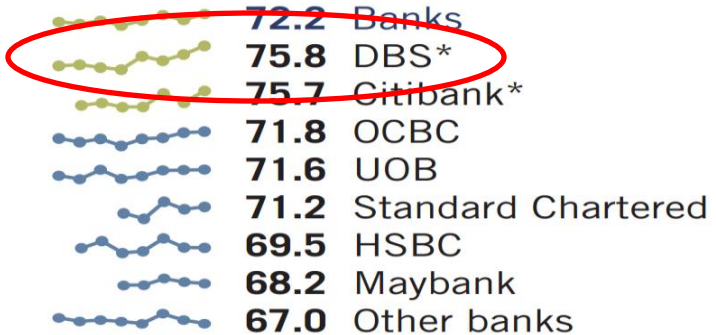 72.2 Banks
75.8 DBS*
75.7 Citibank*
71.8 OCBC
71.6 UOB
71.2 Standard Chartered
69.5 HSBC
68.2 Maybank
67.0 Other banks